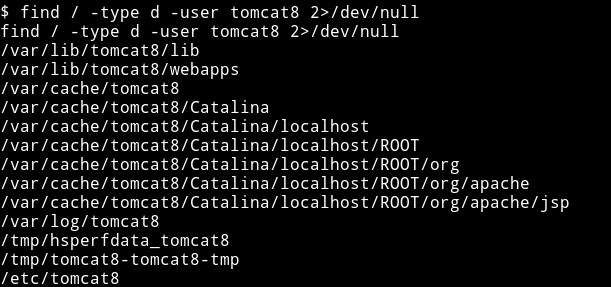 $ find / -type d -user tomcat8 2>/dev/null
find / -type d -user tomcat8 2>/dev/null
/var/lib/tomcat8/lib
/var/lib/tomcat8/webapps
/var/cache/tomcat8
/var/cache/tomcat8/Catalina
/var/cache/tomcat8/Catalina/localhost
/var/cache/tomcat8/Catalina/localhost/ROOT
/var/cache/tomcat8/Catalina/localhost/ROOT/org
/var/cache/tomcat8/Catalina/localhost/ROOT/org/apache
/var/cache/tomcat8/Catalina/localhost/ROOT/org/apache/jsp
/var/log/tomcat8
/tmp/hsperfdata_tomcat8
/tmp/tomcat8-tomcat8-tmp
/etc/tomcat8